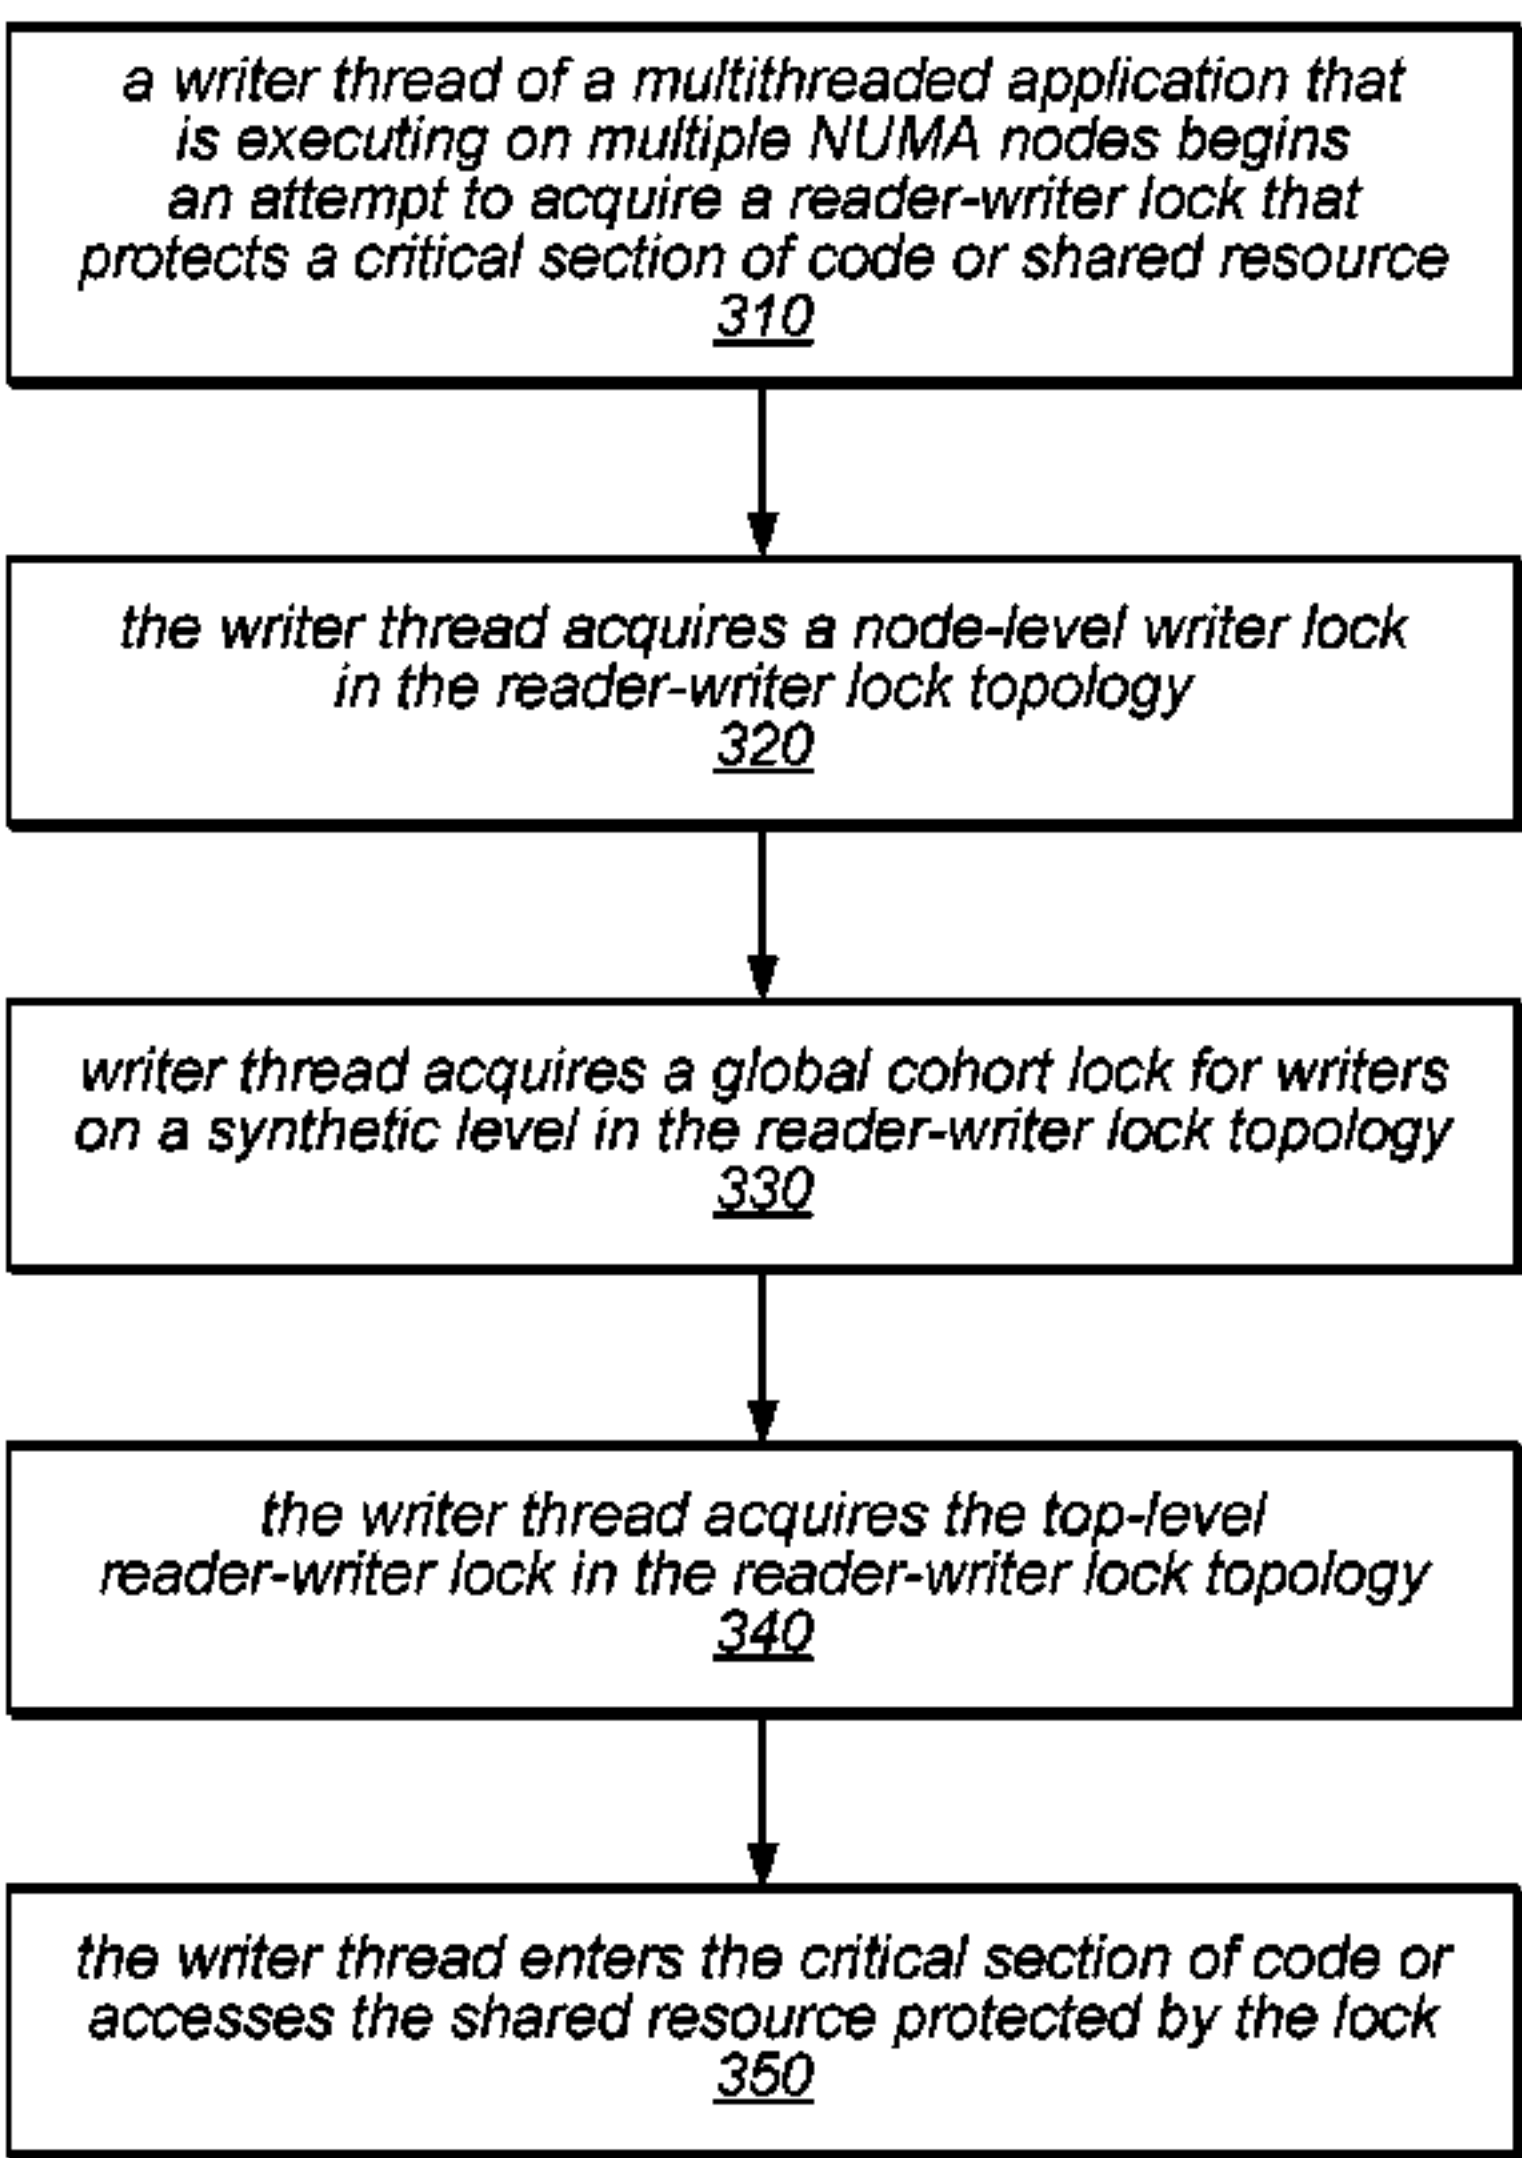 a writer thread of a multithreaded application that
is executing on multiple NUMA nodes begins
an attempt to acquire a reader-writer lock that
protects a critical section of code or shared resource
310
the writer thread acquires a node-level writer lock
in the reader-writer lock topology
320
writer thread acquires a global cohort lock for writers
on a synthetic level in the reader-writer lock topology
330
the writer thread acquires the top-level
reader-writer lock in the reader-writer lock topology
340
the writer thread enters the critical section of code or
accesses the shared resource protected by the lock
350